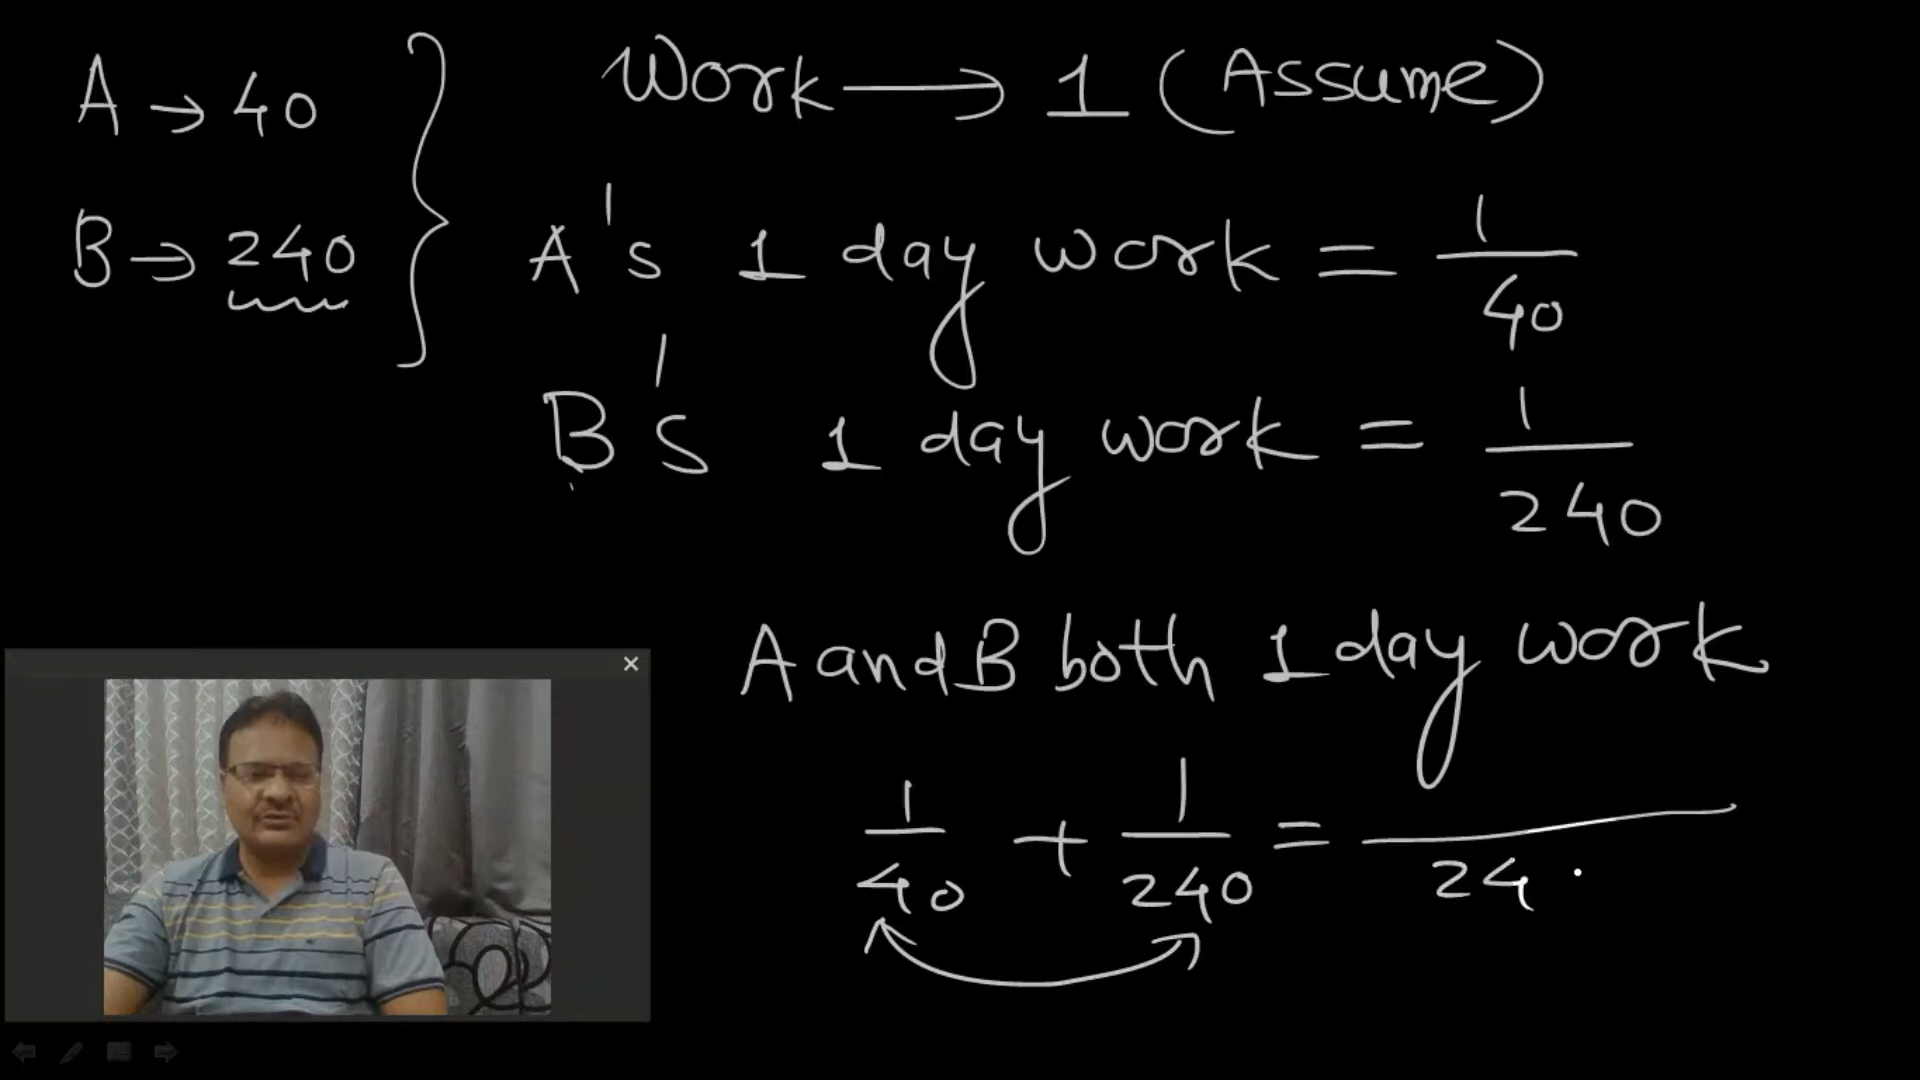 A → 40
B → 240
Work → 1 (Assume)
A's 1 day work = 1/40
B's 1 day work = 1/240
A and B both 1 day work
1/40 + 1/240 = /24